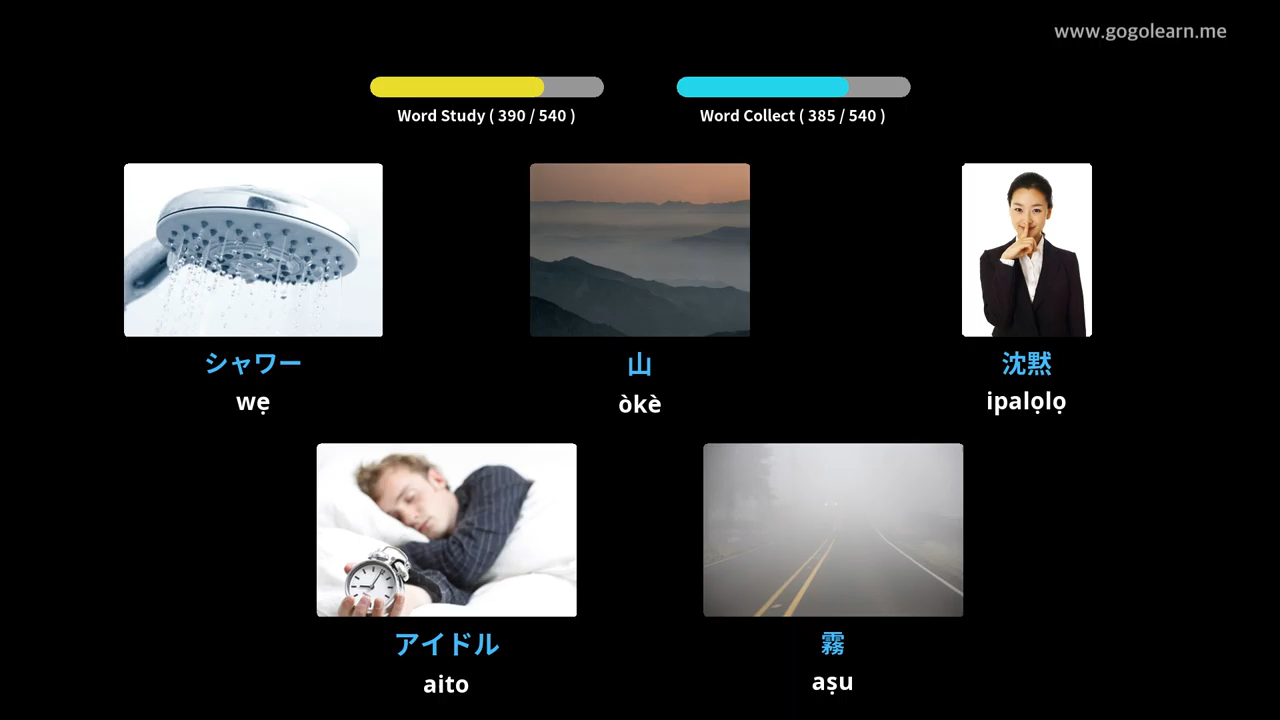 www.gogolearn.me
Word Study ( 390 / 540 )
Word Collect ( 385 / 540 )
シャワー
wẹ
山
òkè
沈黙
ipalọlọ
アイドル
aito
霧
aṣu